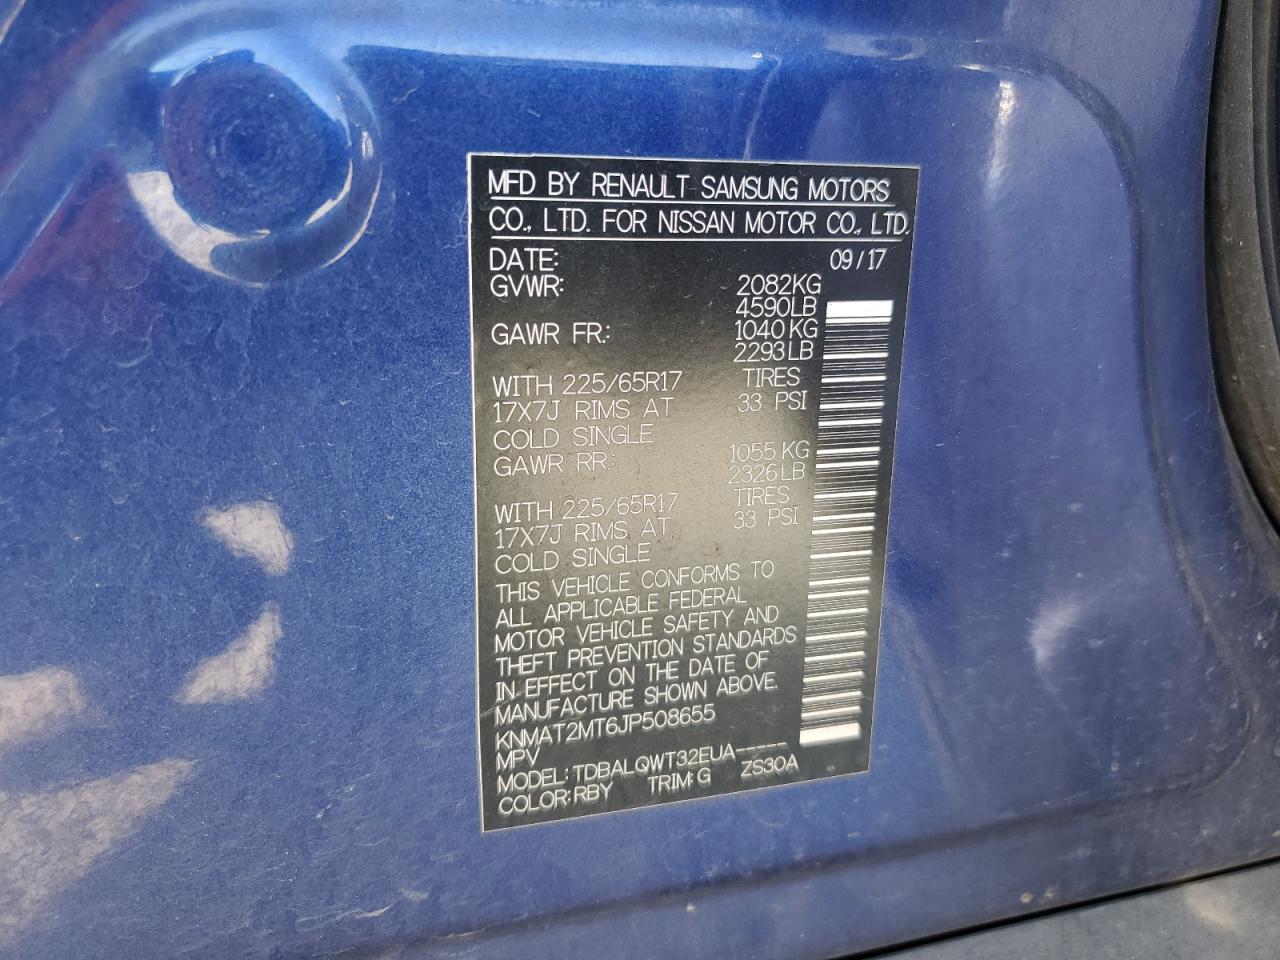 MFD BY RENAULT SAMSUNG MOTORS
CO., LTD. FOR NISSAN MOTOR CO., LTD.
DATE: 09/17
GVWR: 2082KG
4590LB
GAWR FR.: 1040KG
2293LB
WITH 225/65R17 TIRES
17X7J RIMS AT 33 PSI
COLD SINGLE
GAWR RR.: 1055KG
2326LB
WITH 225/65R17 TIRES
17X7J RIMS AT 33 PSI
COLD SINGLE
THIS VEHICLE CONFORMS TO
ALL APPLICABLE FEDERAL
MOTOR VEHICLE SAFETY AND
THEFT PREVENTION STANDARDS
IN EFFECT ON THE DATE OF
MANUFACTURE SHOWN ABOVE.
KNMAT2MT6JP508655
MPV
MODEL:TDBALQWT32EUA-----
COLOR:RBY TRIM:G ZS30A